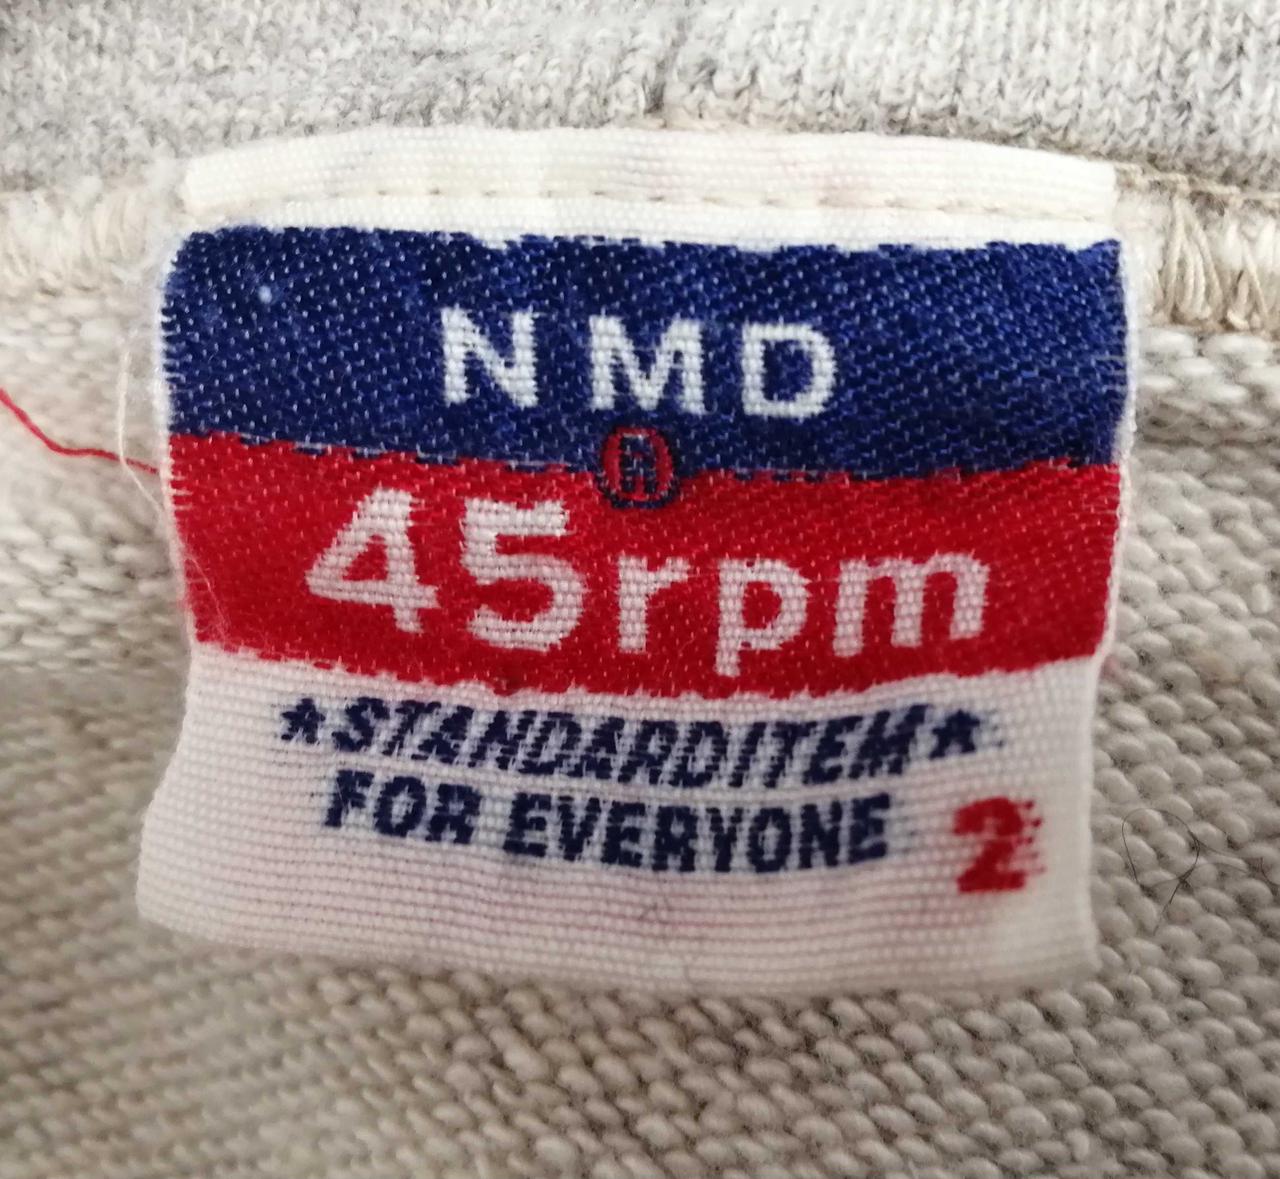 NMD
R
45rpm
★STANDARDITEM★
FOR EVERYONE 2